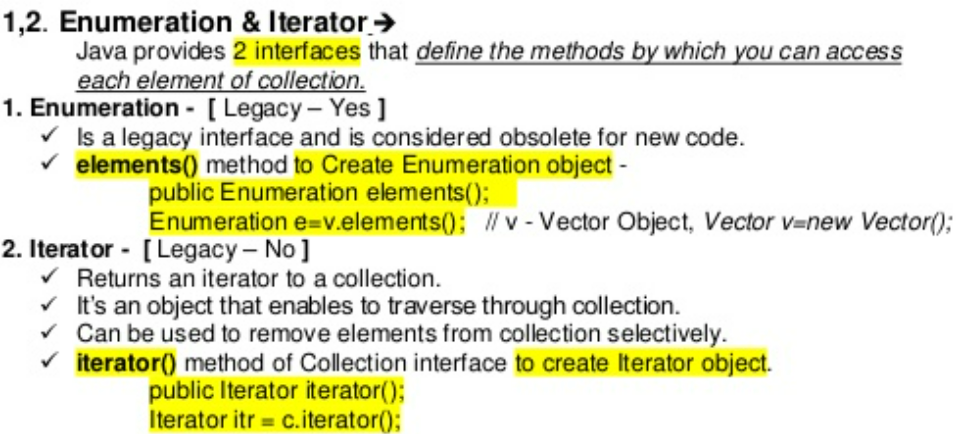 1,2. Enumeration & Iterator→
Java provides 2 interfaces that define the methods by which you can access
each element of collection.
1. Enumeration - [ Legacy – Yes ]
✓ Is a legacy interface and is considered obsolete for new code.
✓ elements() method to Create Enumeration object -
public Enumeration elements();
Enumeration e=v.elements(); // v - Vector Object, Vector v=new Vector();
2. Iterator - [ Legacy – No ]
✓ Returns an iterator to a collection.
✓ It's an object that enables to traverse through collection.
✓ Can be used to remove elements from collection selectively.
✓ iterator() method of Collection interface to create Iterator object.
public Iterator iterator();
Iterator itr = c.iterator();